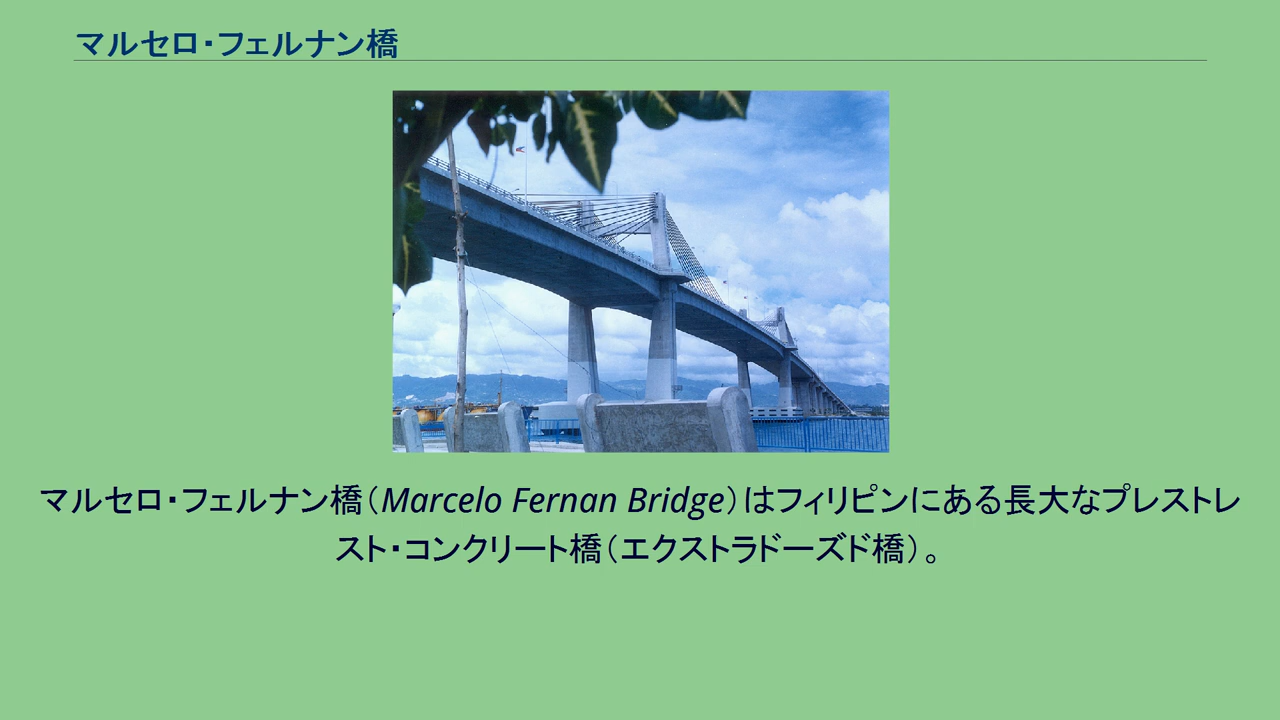 マルセロ・フェルナン橋
マルセロ・フェルナン橋（Marcelo Fernan Bridge）はフィリピンにある長大なプレストレ
スト・コンクリート橋（エクストラドーズド橋）。